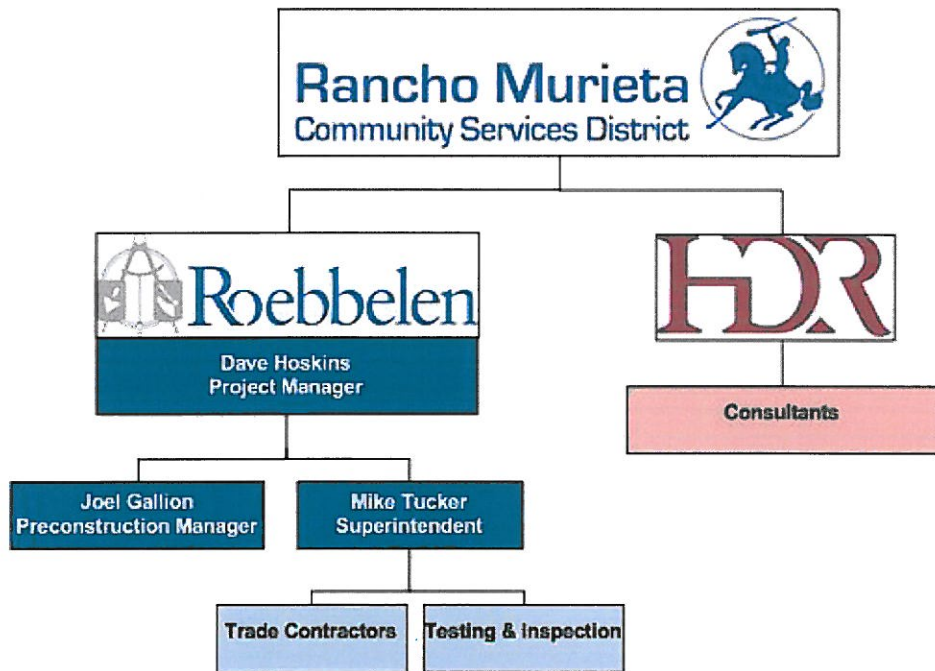 Rancho Murieta
Community Services District
Roebbelen
HDR
Dave Hoskins
Project Manager
Consultants
Joel Gallion
Preconstruction Manager
Mike Tucker
Superintendent
Trade Contractors
Testing & Inspection